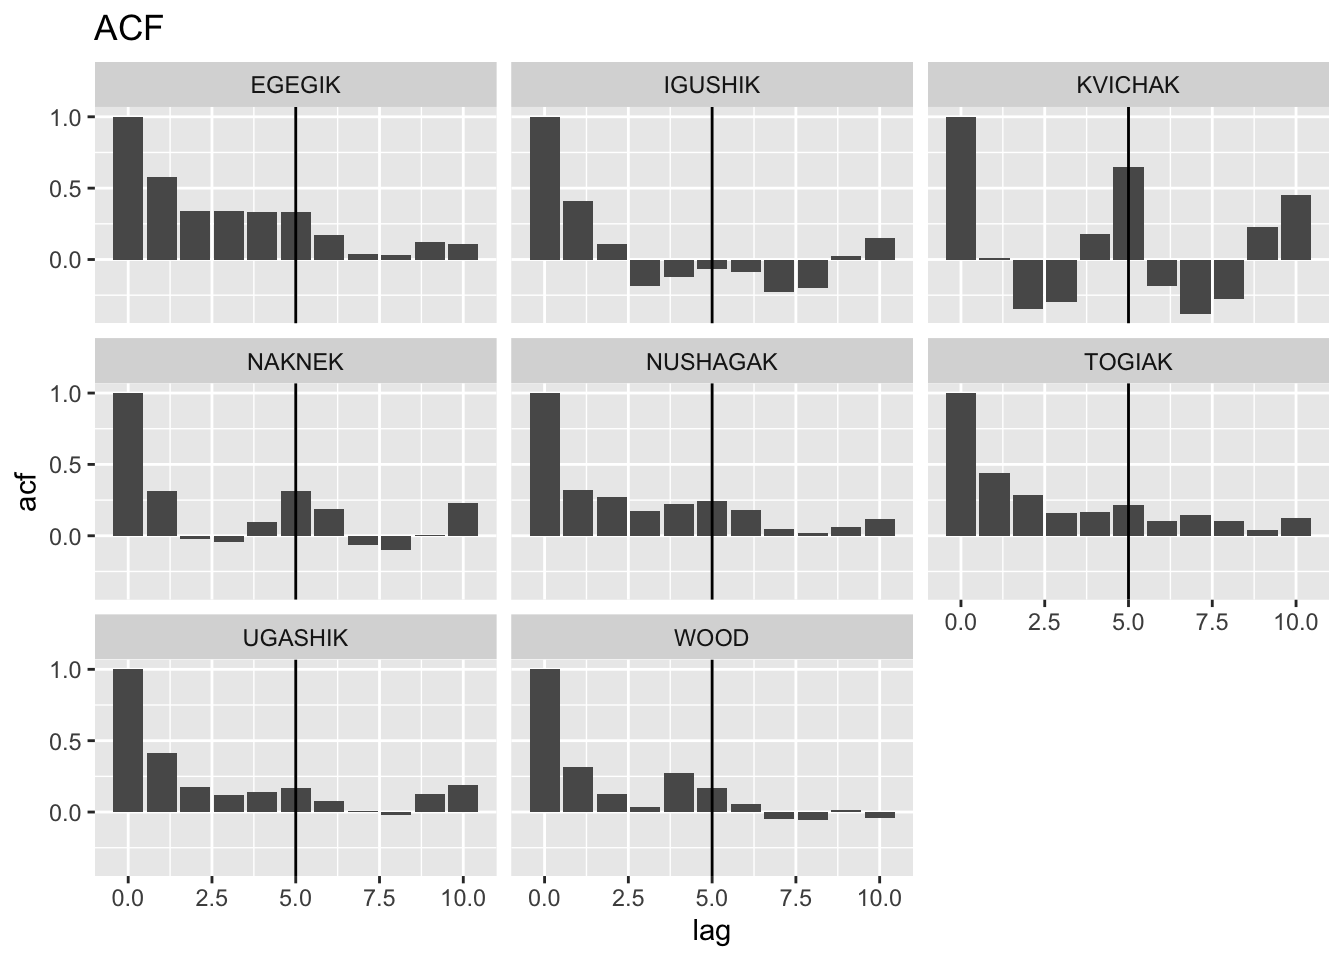 ACF
EGEGIK IGUSHIK KVICHAK
1.0
0.5
0.0
NAKNEK NUSHAGAK TOGIAK
1.0
0.5
0.0
acf
0.0 2.5 5.0 7.5 10.0
UGASHIK WOOD
1.0
0.5
0.0
0.0 2.5 5.0 7.5 10.0 0.0 2.5 5.0 7.5 10.0
lag